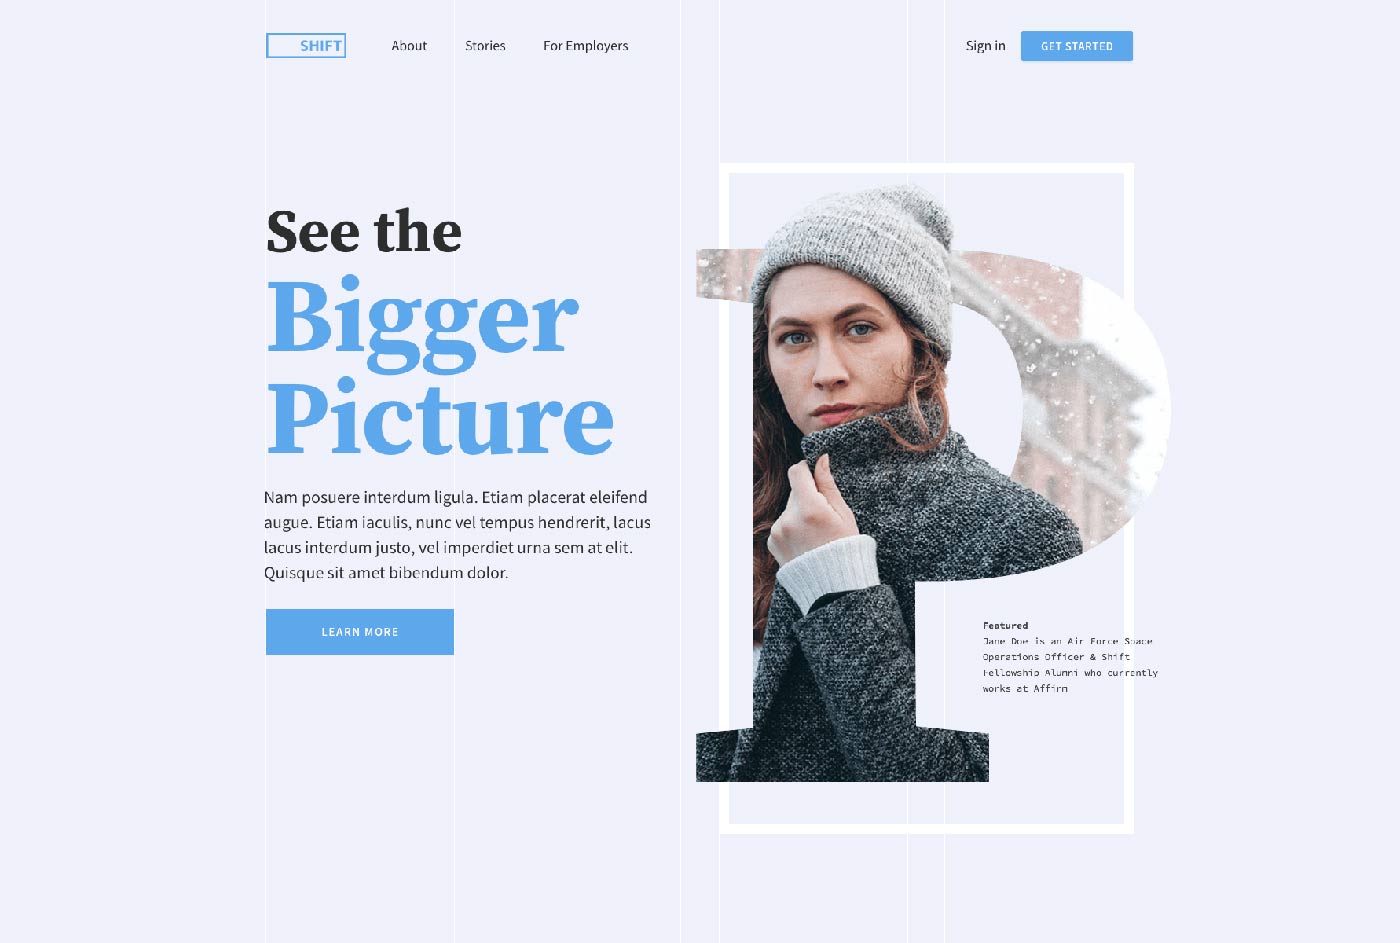 SHIFT
About
Stories
For Employers
Sign in
GET STARTED
See the
Bigger
Picture
Nam posuere interdum ligula. Etiam placerat eleifend
augue. Etiam iaculis, nunc vel tempus hendrerit, lacus
lacus interdum justo, vel imperdiet urna sem at elit.
Quisque sit amet bibendum dolor.
LEARN MORE
P
Featured
Jane Doe is an Air Force Space
Operations Officer & Shift
Fellowship Alumni who currently
works at Affirm